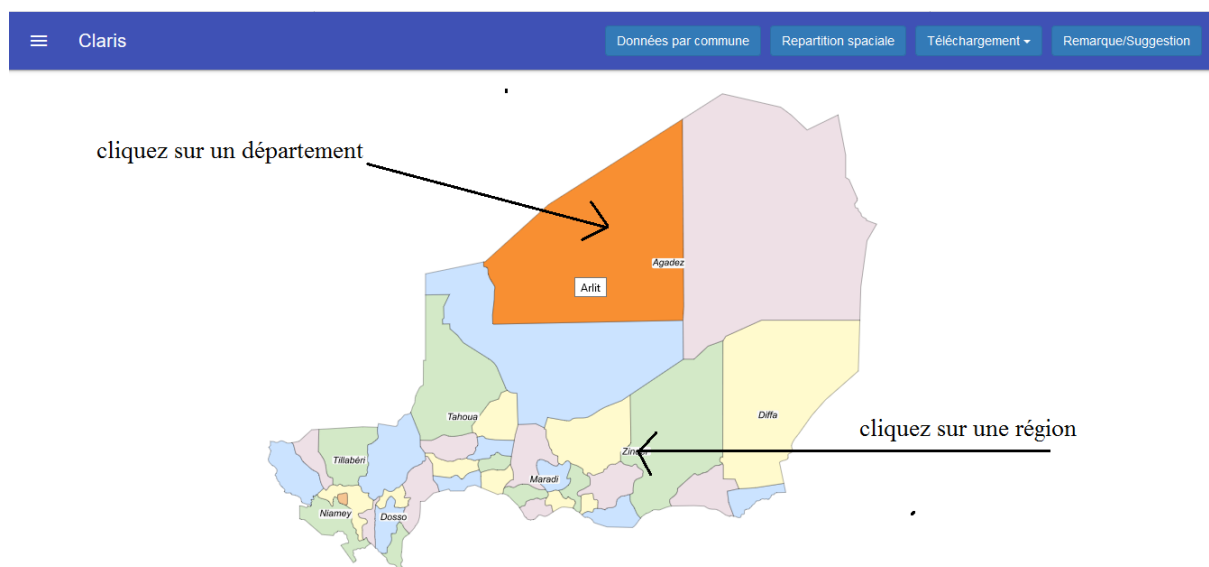 Claris
Données par commune
Repartition spaciale
Téléchargement
Remarque/Suggestion
cliquez sur un département
Agadez
Arlit
Tahoua
Diffa
cliquez sur une région
Tillabéri
Maradi
Niamey
Dosso